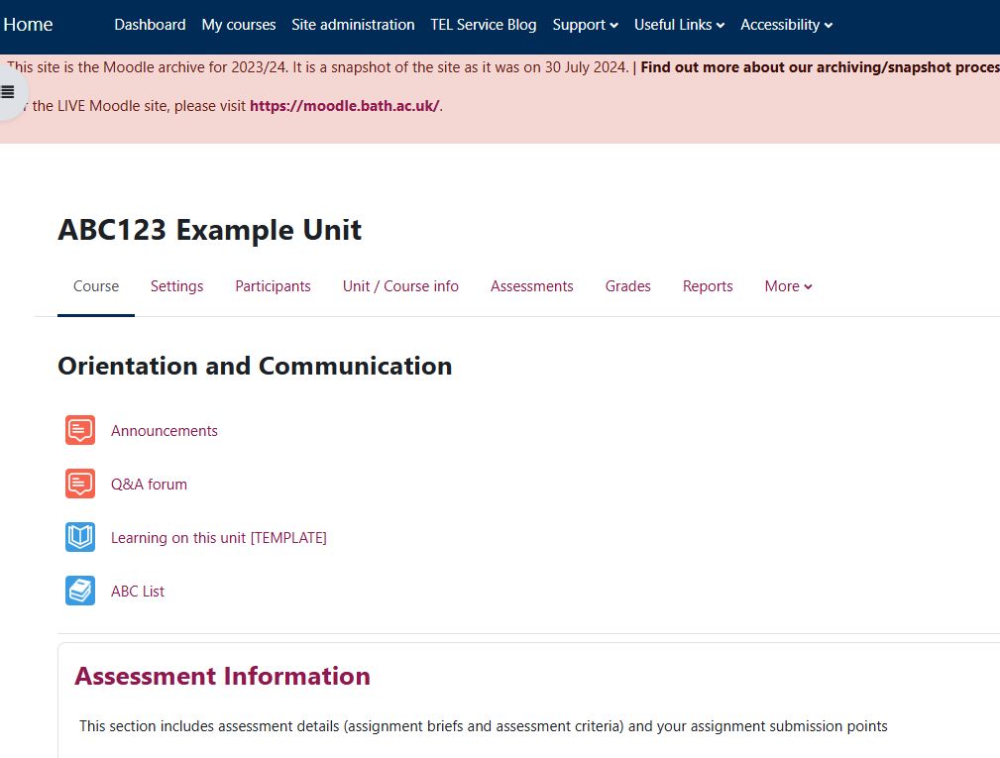 Home Dashboard My courses Site administration TEL Service Blog Support Useful Links Accessibility
This site is the Moodle archive for 2023/24. It is a snapshot of the site as it was on 30 July 2024. | Find out more about our archiving/snapshot proces
the LIVE Moodle site, please visit https://moodle.bath.ac.uk/.
ABC123 Example Unit
Course Settings Participants Unit / Course info Assessments Grades Reports More
Orientation and Communication
Announcements
Q&A forum
Learning on this unit [TEMPLATE]
ABC List
Assessment Information
This section includes assessment details (assignment briefs and assessment criteria) and your assignment submission points